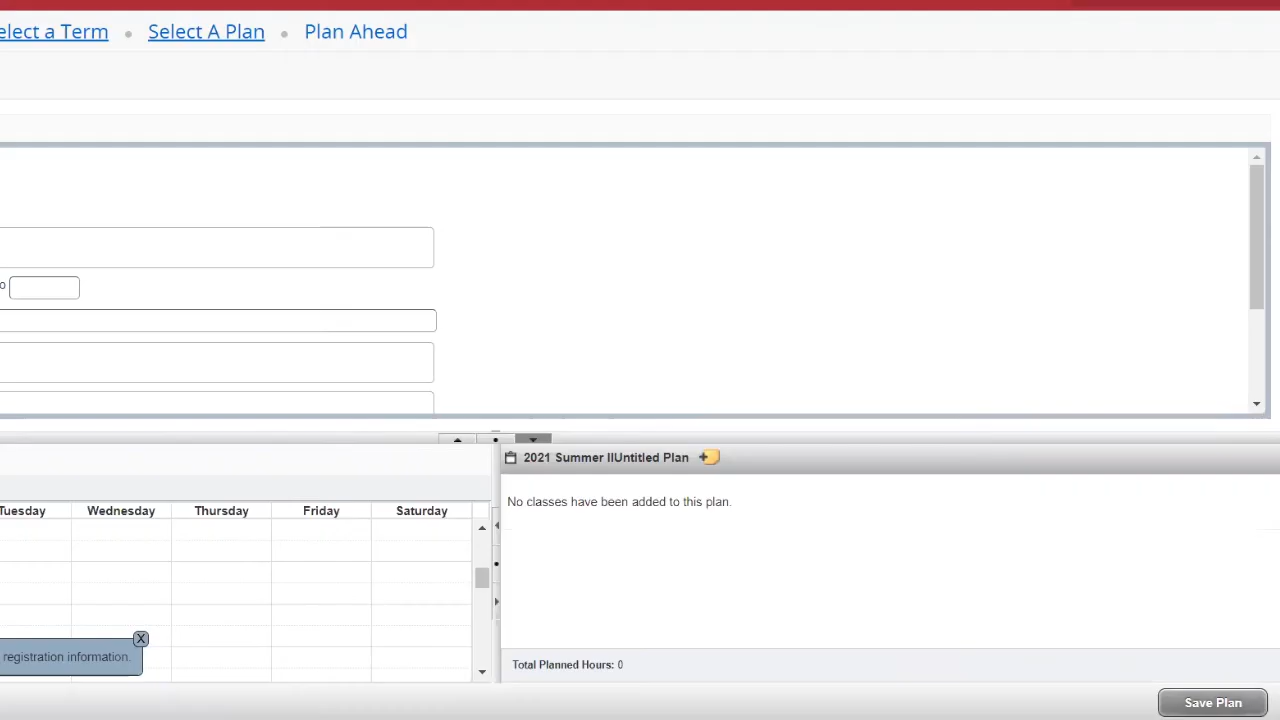 elect a Term • Select A Plan • Plan Ahead
o
2021 Summer IIUntitled Plan
No classes have been added to this plan.
Tuesday Wednesday Thursday Friday Saturday
X
registration information.
Total Planned Hours: 0
Save Plan